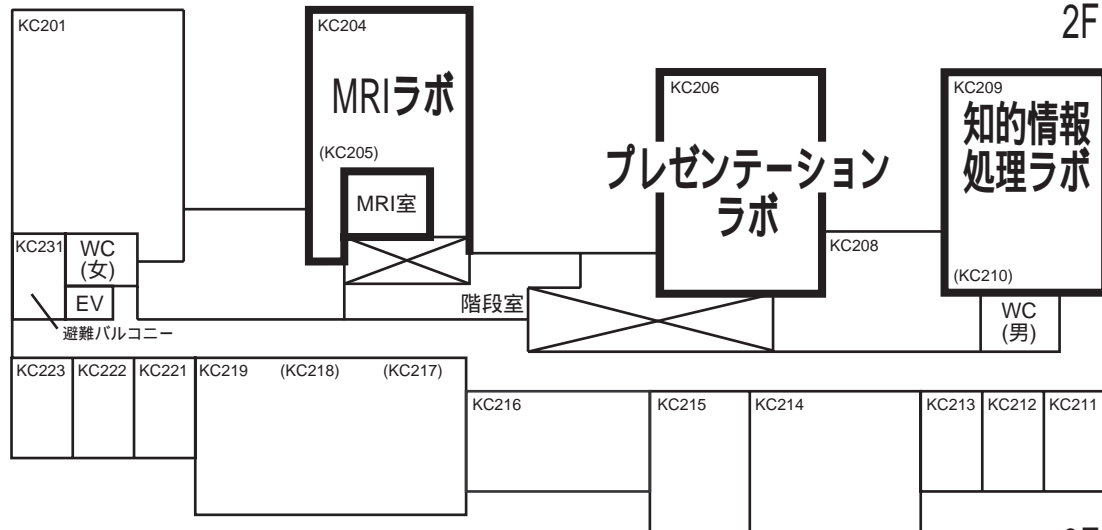 2F
KC201
KC204
MRIラボ
(KC205)
MRI室
KC206
プレゼンテーション
ラボ
KC208
KC209
知的情報
処理ラボ
(KC210)
KC231
WC
(女)
EV
避難バルコニー
階段室
WC
(男)
KC223
KC222
KC221
KC219
(KC218)
(KC217)
KC216
KC215
KC214
KC213
KC212
KC211